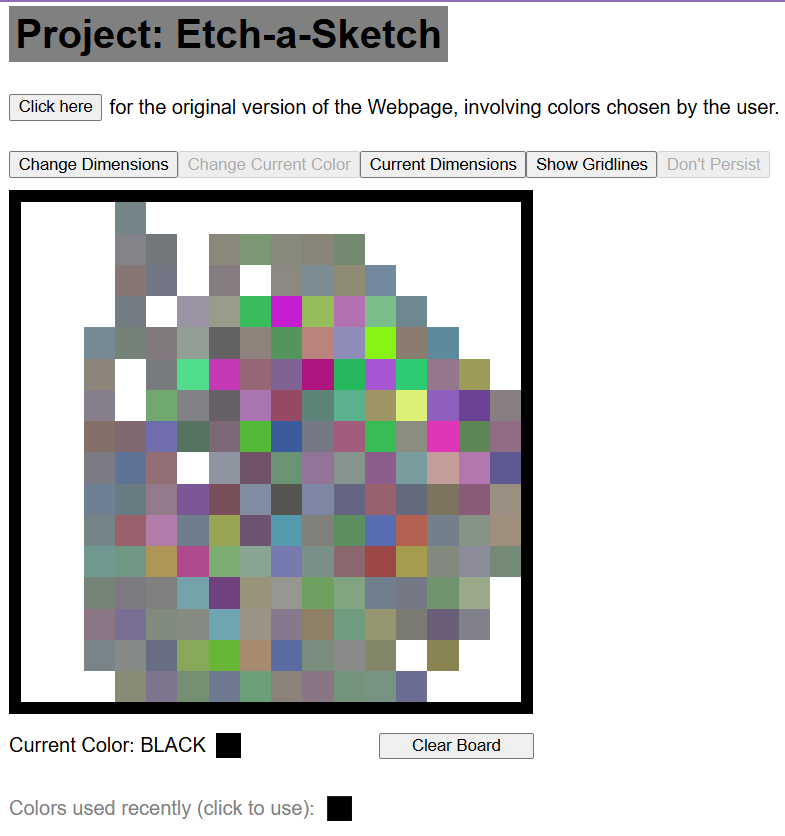 Project: Etch-a-Sketch
Click here for the original version of the Webpage, involving colors chosen by the user.
Change Dimensions Change Current Color Current Dimensions Show Gridlines Don't Persist
Current Color: BLACK Clear Board
Colors used recently (click to use):